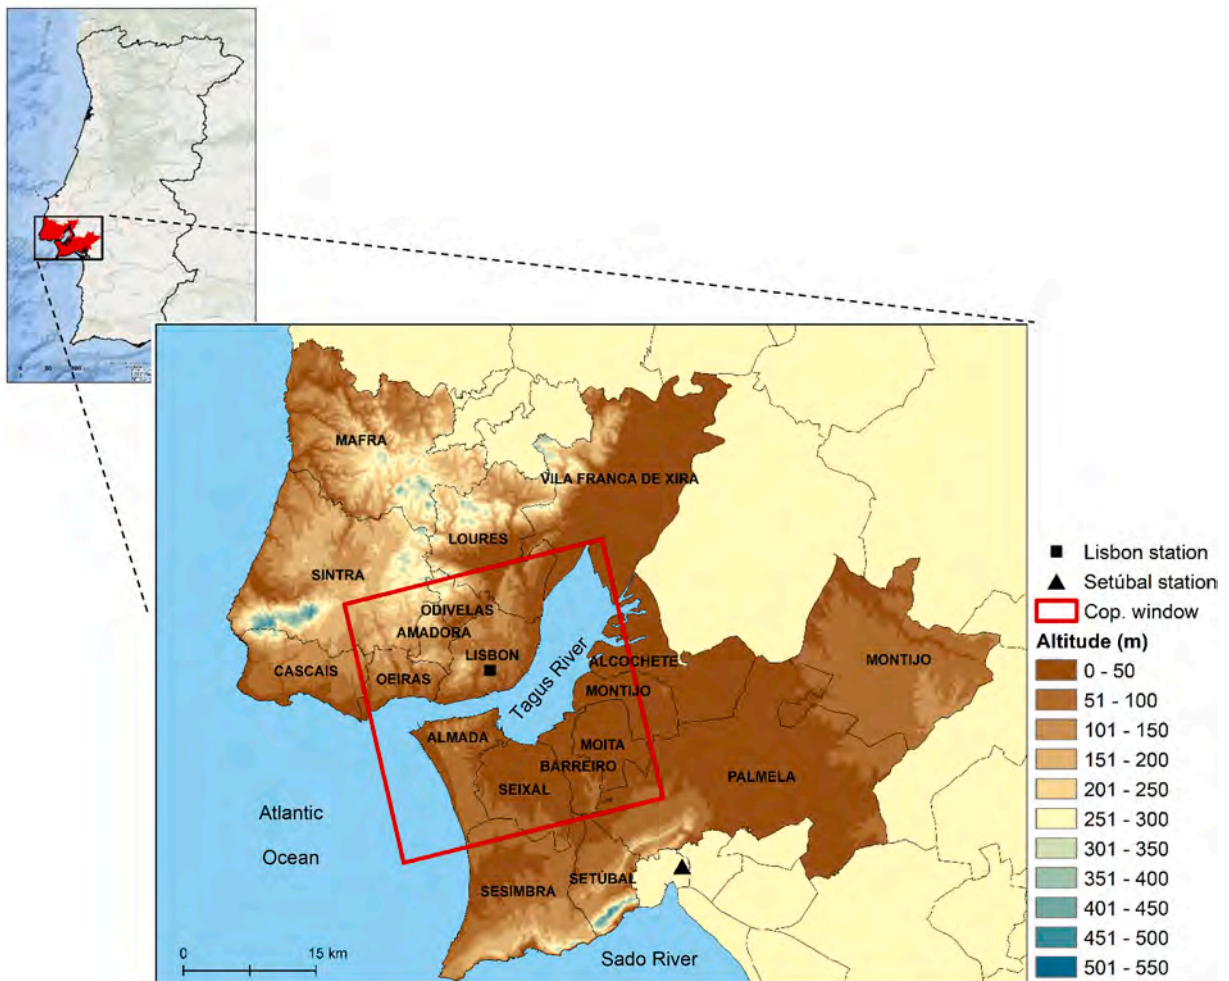 MAFRA
VILA FRANCA DE XIRA
LOURES
SINTRA
ODIVELAS
AMADORA
LISBON
CASCAIS
OEIRAS
Tagus River
ALCOCHETE
MONTIJO
MONTIJO
ALMADA
MOITA
BARREIRO
SEIXAL
PALMELA
Atlantic
Ocean
SESIMBRA
SETÚBAL
Sado River
0 15 km
Lisbon station
Setúbal station
Cop. window
Altitude (m)
0 - 50
51 - 100
101 - 150
151 - 200
201 - 250
251 - 300
301 - 350
351 - 400
401 - 450
451 - 500
501 - 550